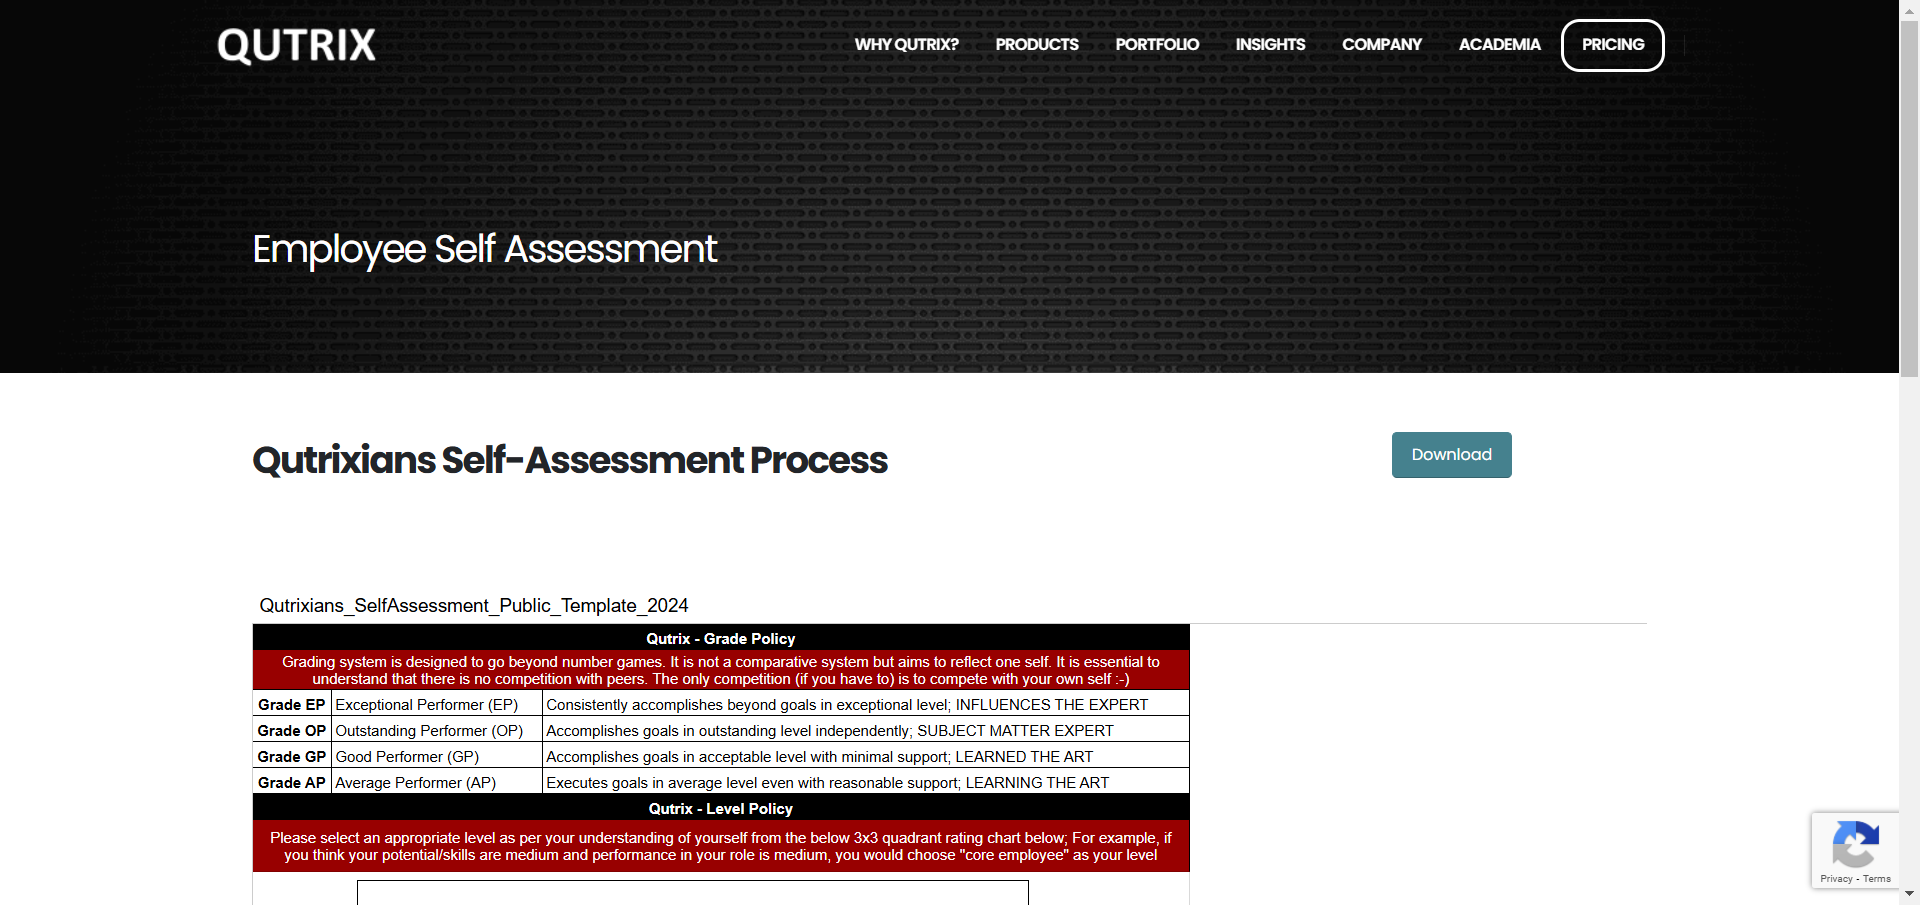 QUTRIX
WHY QUTRIX? PRODUCTS PORTFOLIO INSIGHTS COMPANY ACADEMIA PRICING
Employee Self Assessment
Qutrixians Self-Assessment Process
Download
Qutrixians_SelfAssessment_Public_Template_2024
Qutrix - Grade Policy
Grading system is designed to go beyond number games. It is not a comparative system but aims to reflect one self. It is essential to
understand that there is no competition with peers. The only competition (if you have to) is to compete with your own self :-)
Grade EP Exceptional Performer (EP) Consistently accomplishes beyond goals in exceptional level; INFLUENCES THE EXPERT
Grade OP Outstanding Performer (OP) Accomplishes goals in outstanding level independently; SUBJECT MATTER EXPERT
Grade GP Good Performer (GP) Accomplishes goals in acceptable level with minimal support; LEARNED THE ART
Grade AP Average Performer (AP) Executes goals in average level even with reasonable support; LEARNING THE ART
Qutrix - Level Policy
Please select an appropriate level as per your understanding of yourself from the below 3x3 quadrant rating chart below; For example, if
you think your potential/skills are medium and performance in your role is medium, you would choose "core employee" as your level
Privacy - Terms